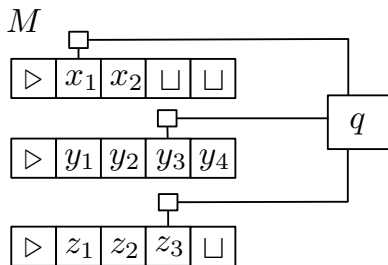 M
▷ x₁ x₂ ⊔ ⊔
q
▷ y₁ y₂ y₃ y₄
▷ z₁ z₂ z₃ ⊔